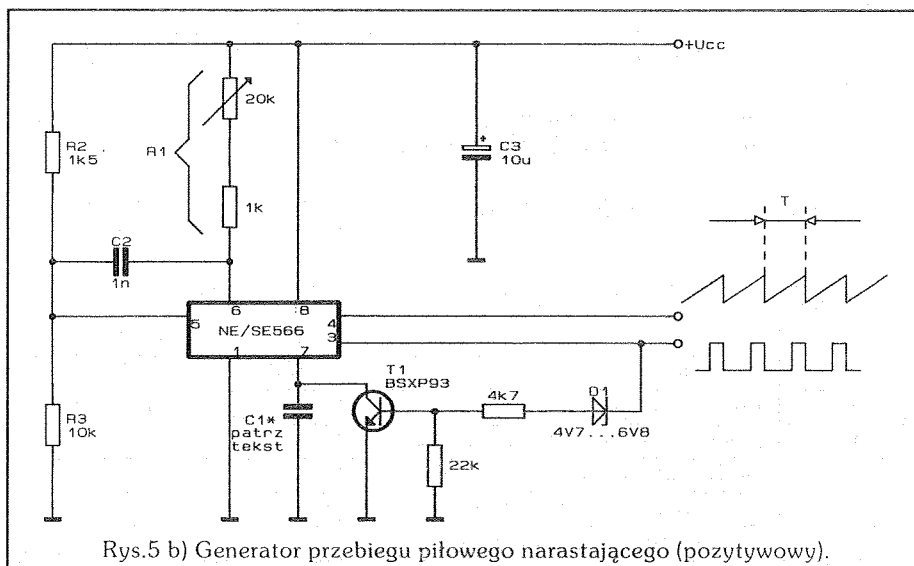 +Ucc
20k
R2
1k5
R1
C3
10u
+
T
1k
C2
1n
6
8
5
NE/SE566
4
3
1
7
T1
BSXP93
R3
10k
C1*
patrz
tekst
4k7
D1
4V7...6V8
22k
Rys.5 b) Generator przebiegu piłowego narastającego (pozytywowy).